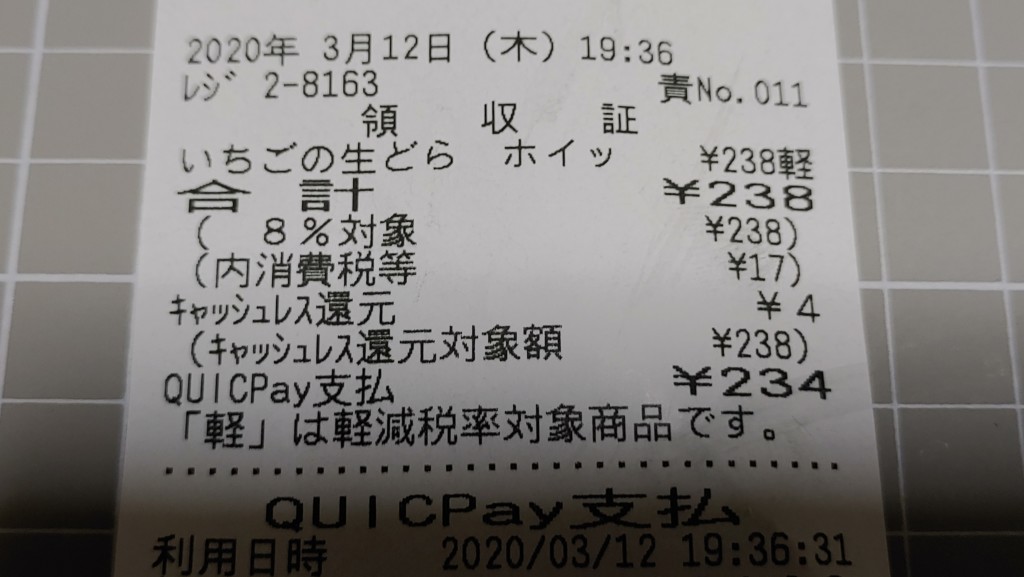 2020年 3月12日 (木) 19:36
レジ 2-8163 責No.011
領 収 証
いちごの生どら ホイッ ¥238軽
合 計 ¥238
( 8%対象 ¥238)
(内消費税等 ¥17)
キャッシュレス還元 ¥ 4
(キャッシュレス還元対象額 ¥238)
QUICPay支払 ¥234
「軽」は軽減税率対象商品です。
QUICPay支払
利用日時 2020/03/12 19:36:31